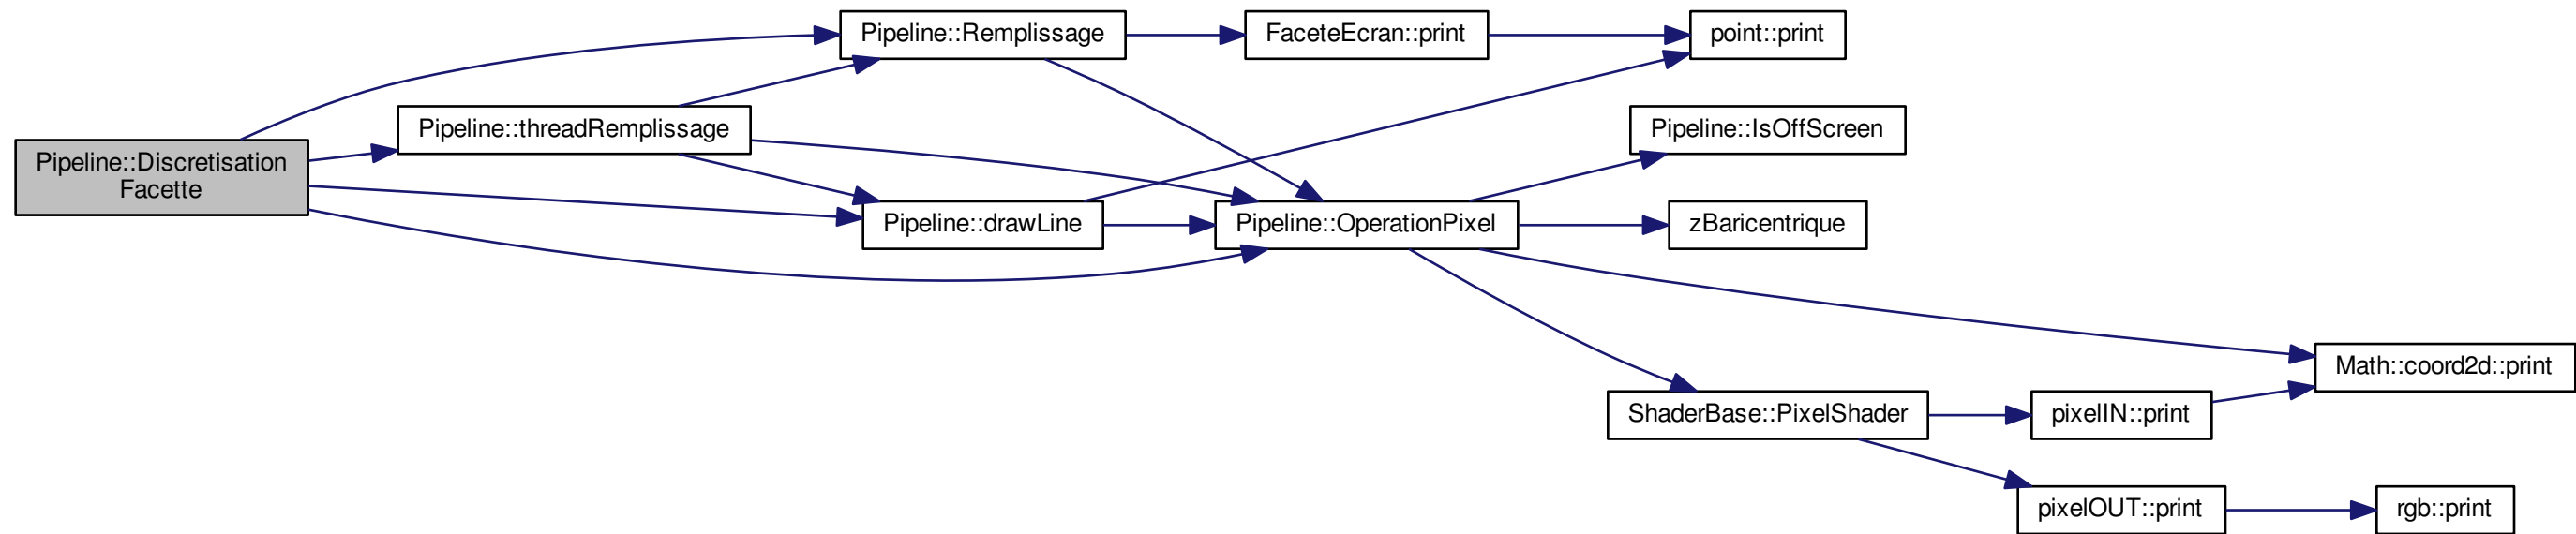 Pipeline::Remplissage
FaceteEcran::print
point::print
Pipeline::threadRemplissage
Pipeline::IsOffScreen
Pipeline::Discretisation
Facette
Pipeline::drawLine
Pipeline::OperationPixel
zBaricentrique
Math::coord2d::print
ShaderBase::PixelShader
pixelIN::print
pixelOUT::print
rgb::print